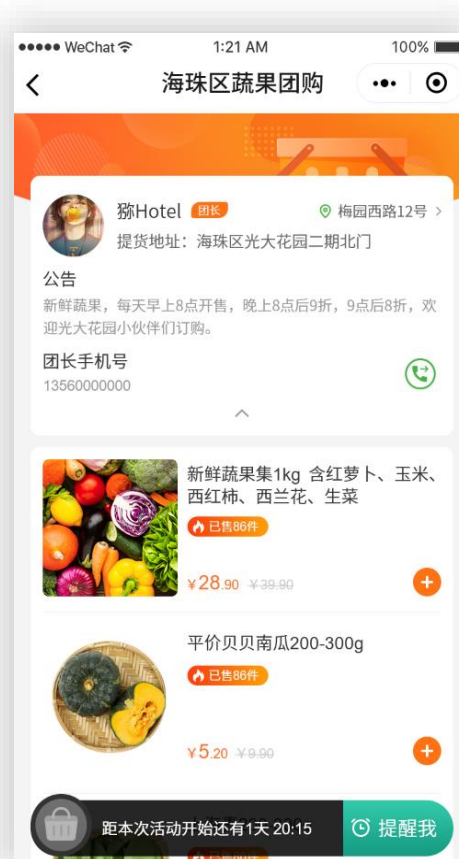 WeChat 1:21 AM 100%
海珠区蔬果团购
猕Hotel 团长 梅园西路12号
提货地址：海珠区光大花园二期北门
公告
新鲜蔬果，每天早上8点开售，晚上8点后9折，9点后8折，欢
迎光大花园小伙伴们订购。
团长手机号
13560000000
新鲜蔬果集1kg 含红萝卜、玉米、
西红柿、西兰花、生菜
已售86件
¥28.90 ¥39.90
平价贝贝南瓜200-300g
已售86件
¥5.20 ¥9.90
距本次活动开始还有1天 20:15 提醒我